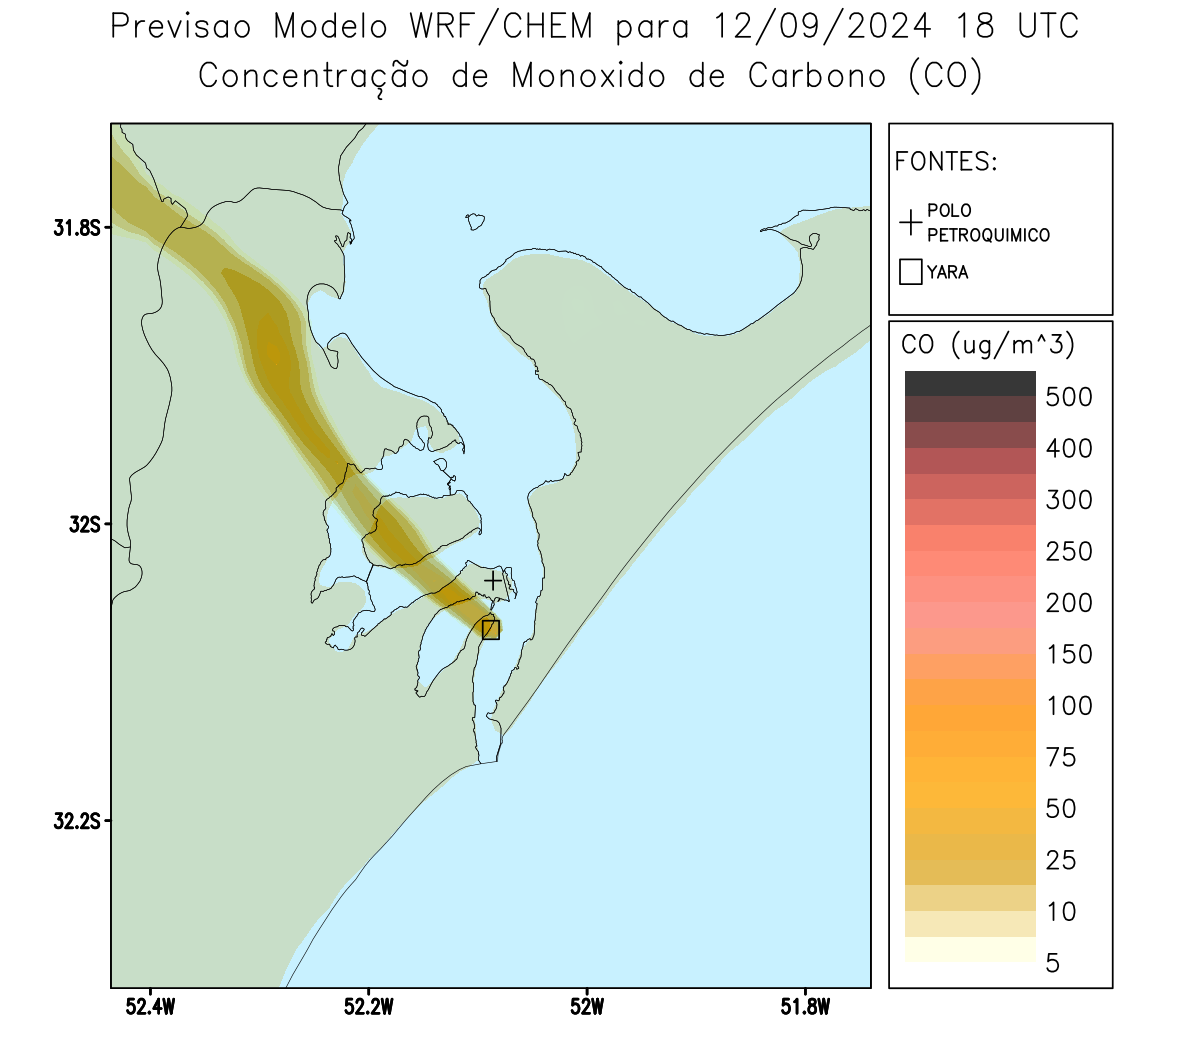 Previsao Modelo WRF/CHEM para 12/09/2024 18 UTC
Concentração de Monoxido de Carbono (CO)
FONTES:
POLO
PETROQUIMICO
YARA
CO (ug/m^3)
500
400
300
250
200
150
100
75
50
25
10
5
31.8S
32S
32.2S
52.4W
52.2W
52W
51.8W